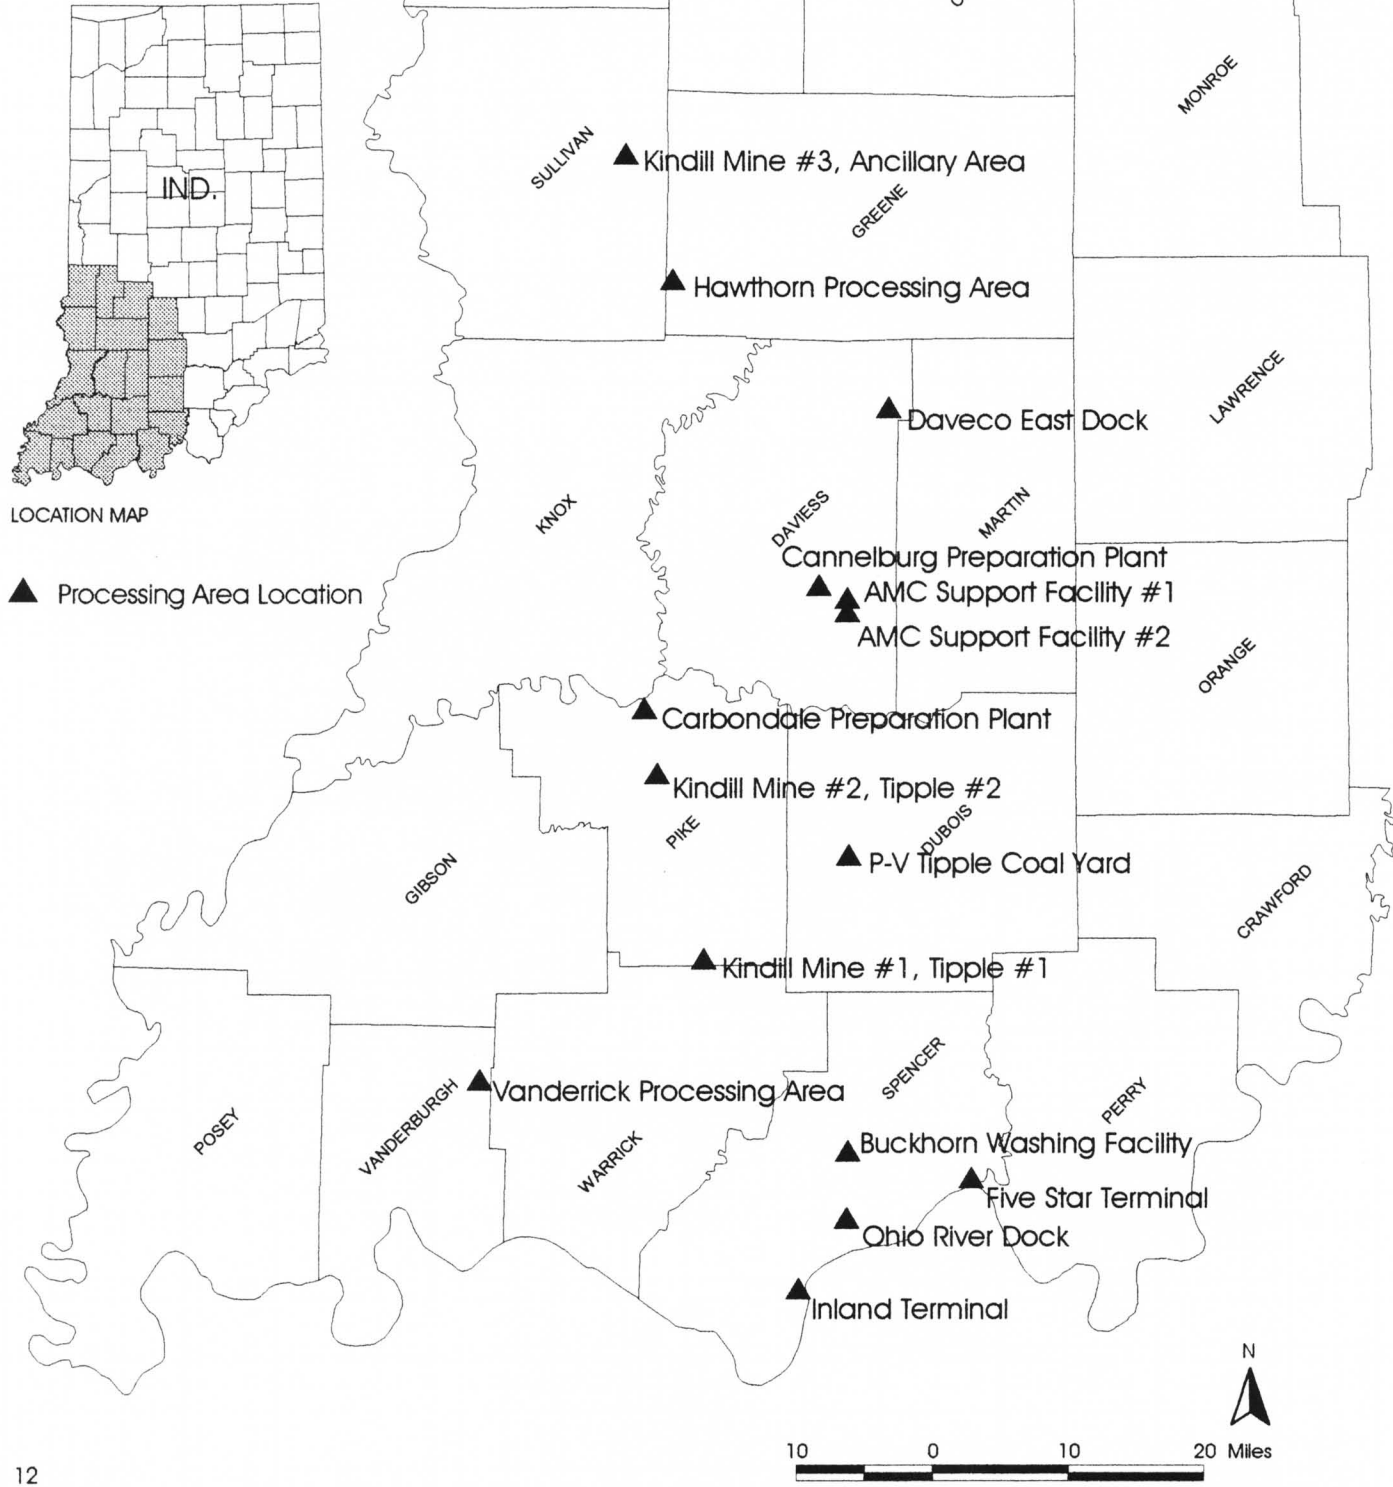 MONROE
SULLIVAN
Kindill Mine #3, Ancillary Area
IND.
GREENE
Hawthorn Processing Area
LAWRENCE
Daveco East Dock
LOCATION MAP
KNOX
DAVIESS
MARTIN
Cannelburg Preparation Plant
Processing Area Location
AMC Support Facility #1
AMC Support Facility #2
ORANGE
Carbondale Preparation Plant
Kindill Mine #2, Tipple #2
PIKE
DUBOIS
P-V Tipple Coal Yard
GIBSON
CRAWFORD
Kindill Mine #1, Tipple #1
SPENCER
Vanderrick Processing Area
PERRY
POSEY
VANDERBURGH
WARRICK
Buckhorn Washing Facility
Five Star Terminal
Ohio River Dock
Inland Terminal
N
10 0 10 20 Miles
12